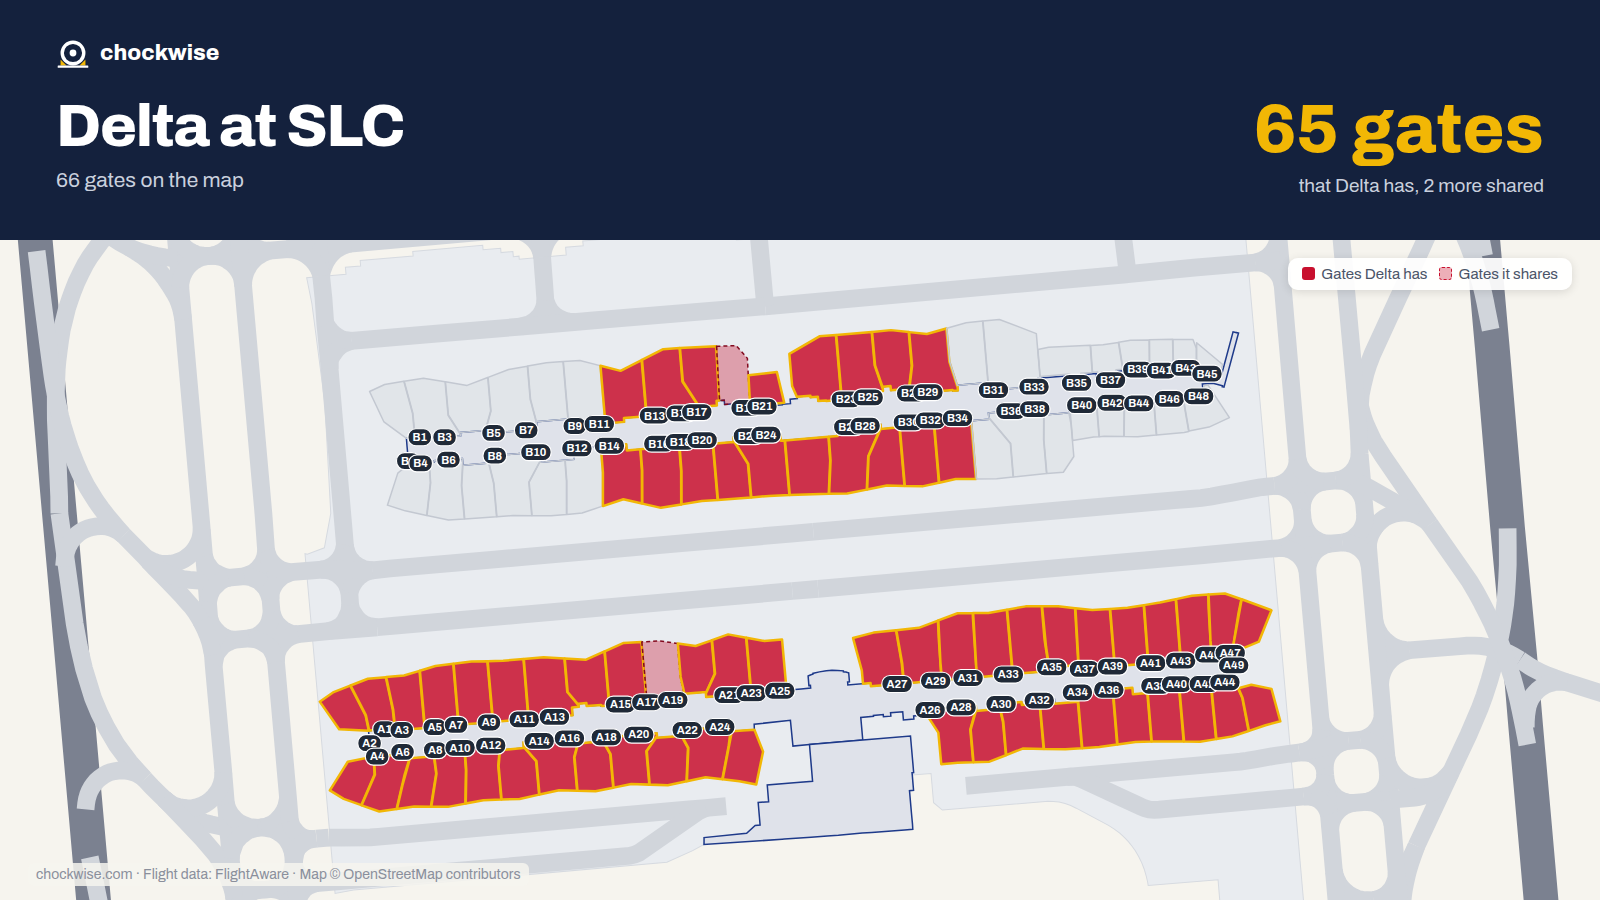 chockwise
Delta at SLC
66 gates on the map
65 gates
that Delta has, 2 more shared
Gates Delta has
Gates it shares
B1
B3
B5
B7
B9
B11
B13
B17
B21
B25
B29
B31
B33
B35
B37
B39
B41
B45
B4
B6
B8
B10
B12
B14
B20
B24
B28
B32
B34
B38
B40
B42
B44
B46
B48
A3
A5
A7
A9
A11
A13
A15
A17
A19
A23
A25
A27
A29
A31
A33
A35
A37
A39
A41
A43
A47
A49
A2
A4
A6
A8
A10
A12
A14
A16
A18
A20
A22
A24
A26
A28
A30
A32
A34
A36
A40
A44
chockwise.com · Flight data: FlightAware · Map © OpenStreetMap contributors